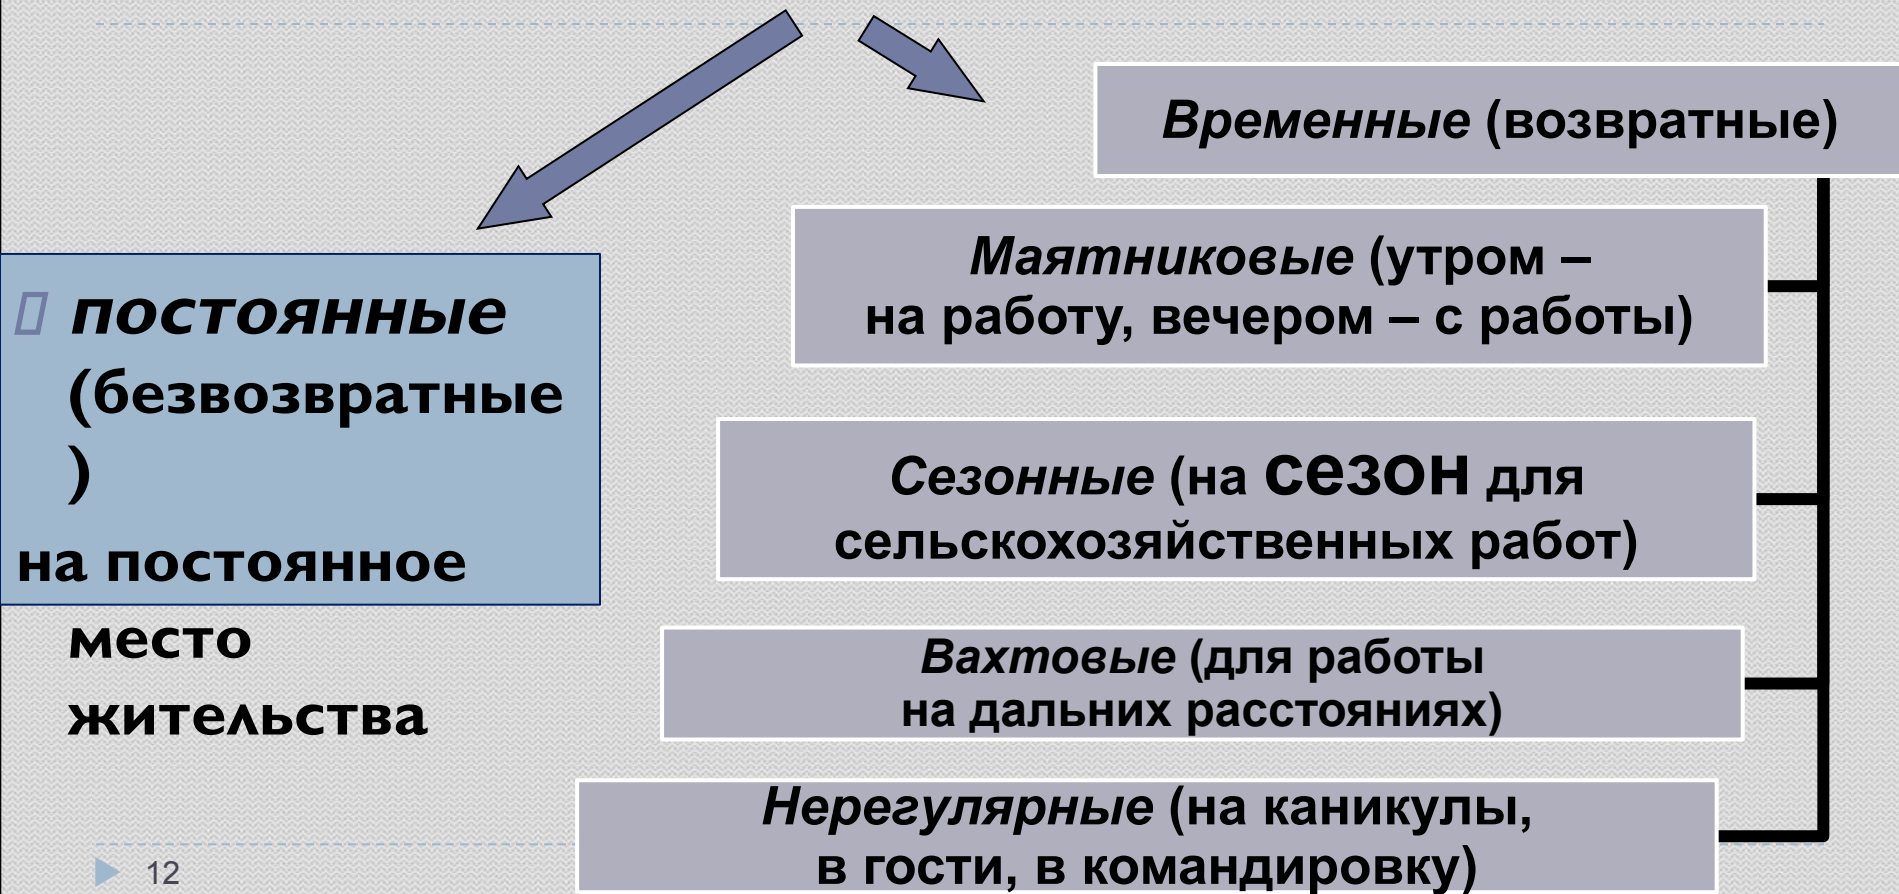 Временные (возвратные)
Маятниковые (утром –
на работу, вечером – с работы)
постоянные
(безвозвратные
)
на постоянное
место
жительства
Сезонные (на сезон для
сельскохозяйственных работ)
Вахтовые (для работы
на дальних расстояниях)
Нерегулярные (на каникулы,
в гости, в командировку)
12